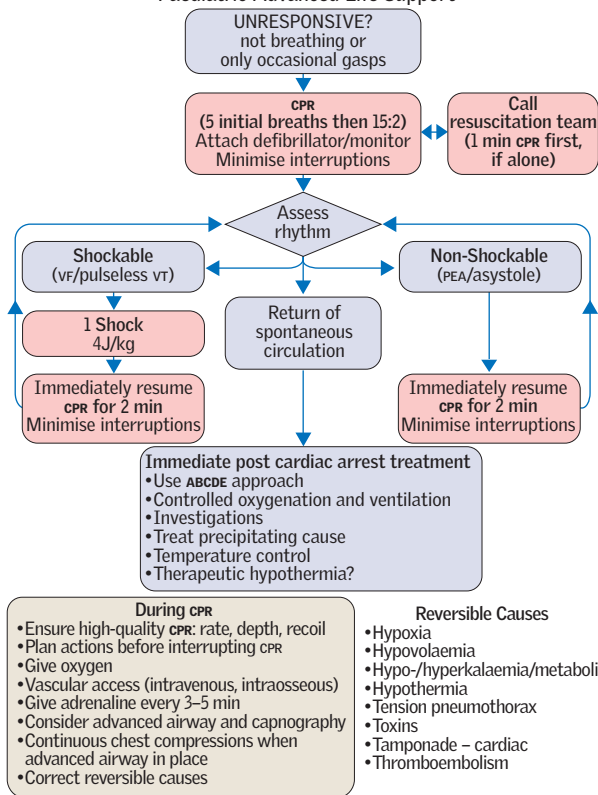 UNRESPONSIVE?
not breathing or
only occasional gasps
CPR
(5 initial breaths then 15:2)
Attach defibrillator/monitor
Minimise interruptions
Call
resuscitation team
(1 min CPR first,
if alone)
Assess
rhythm
Shockable
(VF/pulseless VT)
Non-Shockable
(PEA/asystole)
1 Shock
4J/kg
Return of
spontaneous
circulation
Immediately resume
CPR for 2 min
Minimise interruptions
Immediately resume
CPR for 2 min
Minimise interruptions
Immediate post cardiac arrest treatment
•Use ABCDE approach
•Controlled oxygenation and ventilation
•Investigations
•Treat precipitating cause
•Temperature control
•Therapeutic hypothermia?
During CPR
•Ensure high-quality CPR: rate, depth, recoil
•Plan actions before interrupting CPR
•Give oxygen
•Vascular access (intravenous, intraosseous)
•Give adrenaline every 3–5 min
•Consider advanced airway and capnography
•Continuous chest compressions when
advanced airway in place
•Correct reversible causes
Reversible Causes
•Hypoxia
•Hypovolaemia
•Hypo-/hyperkalaemia/metaboli
•Hypothermia
•Tension pneumothorax
•Toxins
•Tamponade – cardiac
•Thromboembolism